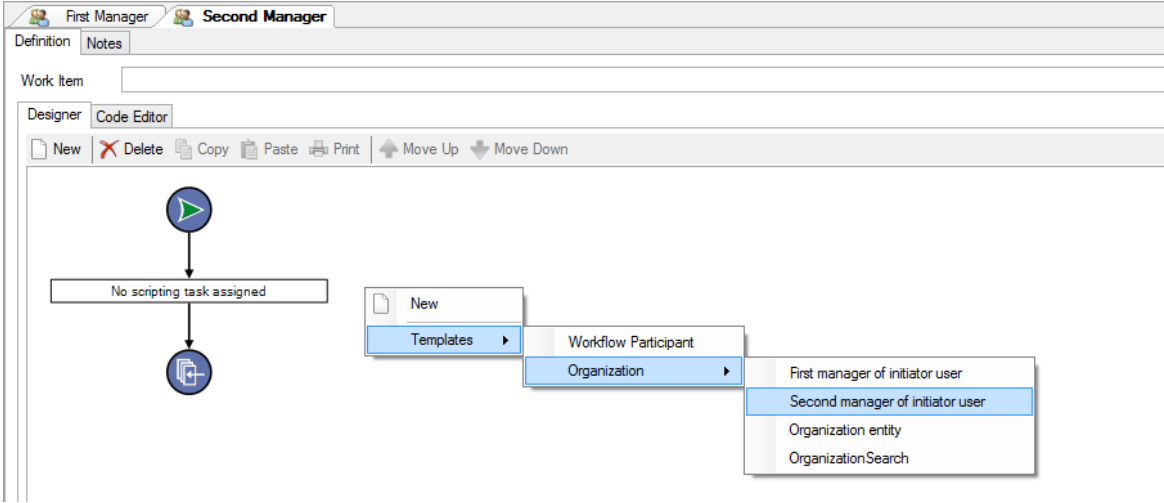 First Manager
Second Manager
Definition
Notes
Work Item
Designer
Code Editor
New
Delete
Copy
Paste
Print
Move Up
Move Down
No scripting task assigned
New
Templates
Workflow Participant
Organization
First manager of initiator user
Second manager of initiator user
Organization entity
OrganizationSearch